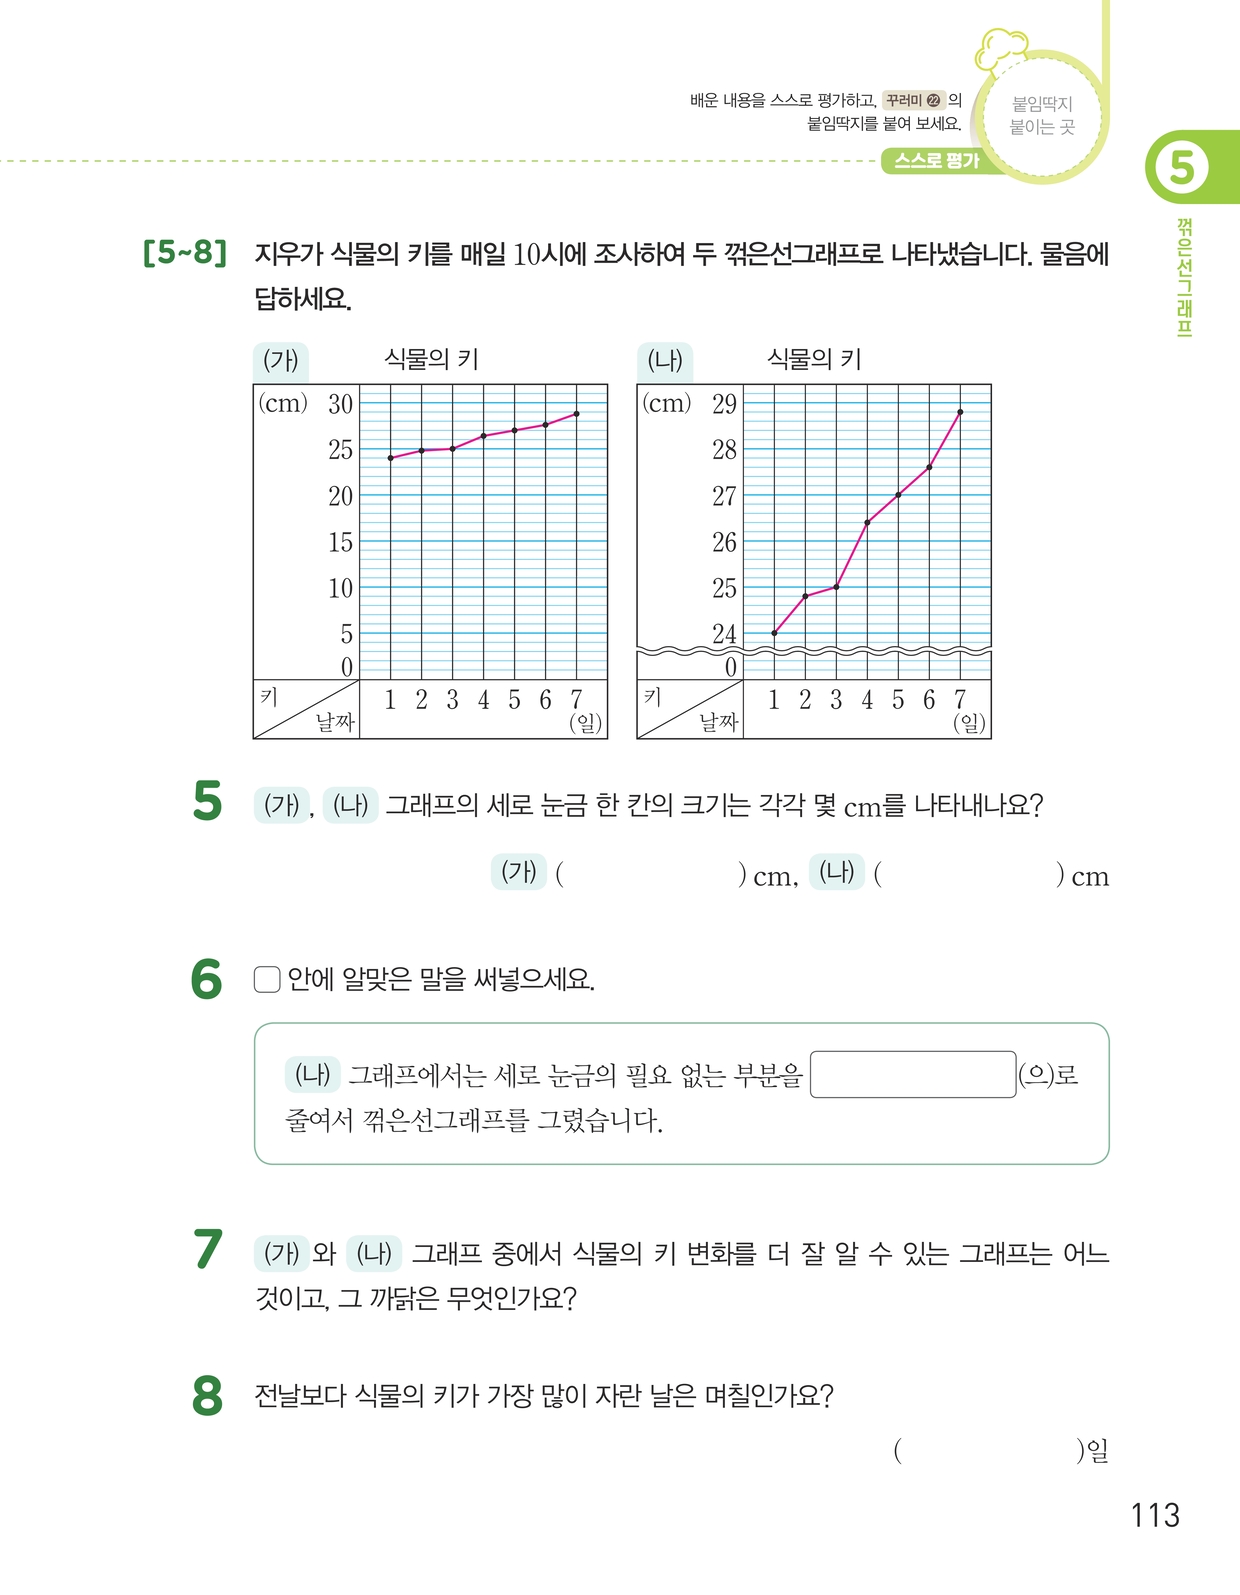 배운 내용을 스스로 평가하고, 꾸러미 22 의
붙임딱지를 붙여 보세요.
붙임딱지
붙이는 곳
스스로 평가
5
꺾은선그래프
[5~8] 지우가 식물의 키를 매일 10시에 조사하여 두 꺾은선그래프로 나타냈습니다. 물음에
답하세요.
(가) 식물의 키
(cm) 30
25
20
15
10
5
0
키 날짜 1 2 3 4 5 6 7
(일)
(나) 식물의 키
(cm) 29
28
27
26
25
24
0
키 날짜 1 2 3 4 5 6 7
(일)
5 (가), (나) 그래프의 세로 눈금 한 칸의 크기는 각각 몇 cm를 나타내나요?
(가) ( ) cm, (나) ( ) cm
6 □ 안에 알맞은 말을 써넣으세요.
(나) 그래프에서는 세로 눈금의 필요 없는 부분을 (으)로
줄여서 꺾은선그래프를 그렸습니다.
7 (가)와 (나) 그래프 중에서 식물의 키 변화를 더 잘 알 수 있는 그래프는 어느
것이고, 그 까닭은 무엇인가요?
8 전날보다 식물의 키가 가장 많이 자란 날은 며칠인가요?
( )일
113